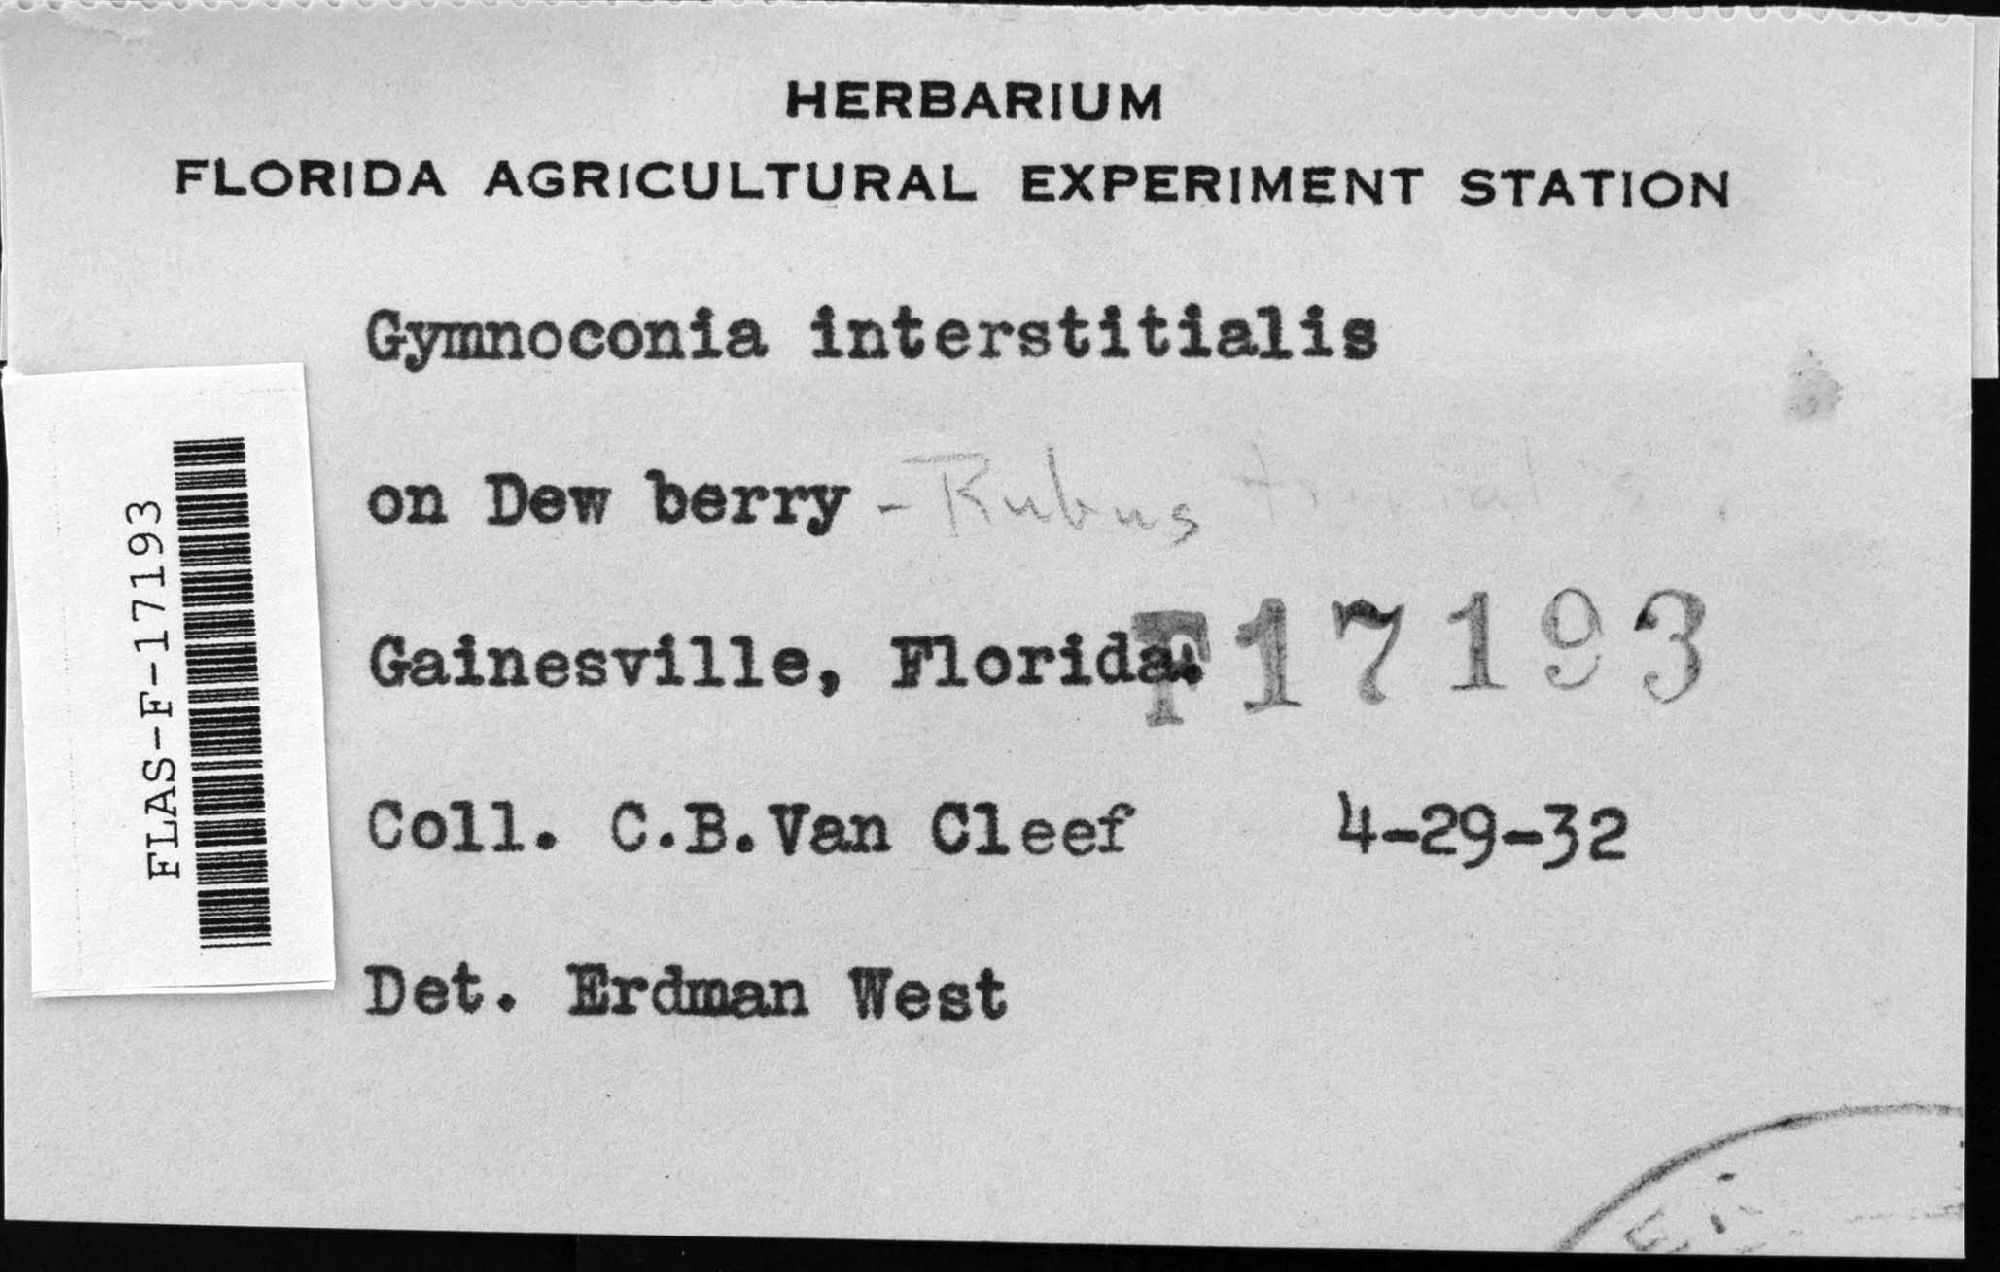 HERBARIUM
FLORIDA AGRICULTURAL EXPERIMENT STATION
Gymnoconia interstitialis
on Dew berry - Rubus
Gainesville, Florida. F17193
Coll. C.B.Van Cleef 4-29-32
Det. Erdman West
FLAS-F-17193